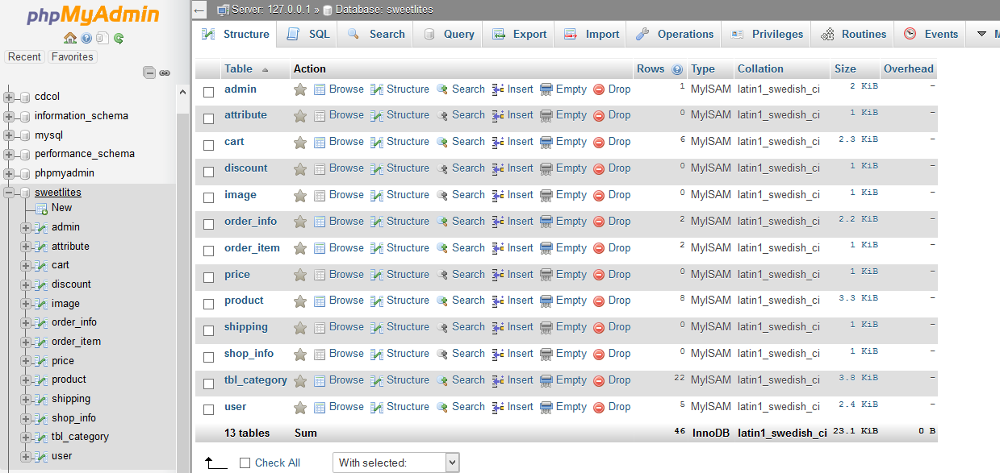 phpMyAdmin
Recent Favorites
cdcol
information_schema
mysql
performance_schema
phpmyadmin
sweetlites
New
admin
attribute
cart
discount
image
order_info
order_item
price
product
shipping
shop_info
tbl_category
user
Server: 127.0.0.1 » Database: sweetlites
Structure SQL Search Query Export Import Operations Privileges Routines Events
Table Action Rows Type Collation Size Overhead
admin Browse Structure Search Insert Empty Drop 1 MyISAM latin1_swedish_ci 2 KiB -
attribute Browse Structure Search Insert Empty Drop 0 MyISAM latin1_swedish_ci 1 KiB -
cart Browse Structure Search Insert Empty Drop 6 MyISAM latin1_swedish_ci 2.3 KiB -
discount Browse Structure Search Insert Empty Drop 0 MyISAM latin1_swedish_ci 1 KiB -
image Browse Structure Search Insert Empty Drop 0 MyISAM latin1_swedish_ci 1 KiB -
order_info Browse Structure Search Insert Empty Drop 2 MyISAM latin1_swedish_ci 2.2 KiB -
order_item Browse Structure Search Insert Empty Drop 2 MyISAM latin1_swedish_ci 1 KiB -
price Browse Structure Search Insert Empty Drop 0 MyISAM latin1_swedish_ci 1 KiB -
product Browse Structure Search Insert Empty Drop 8 MyISAM latin1_swedish_ci 3.3 KiB -
shipping Browse Structure Search Insert Empty Drop 0 MyISAM latin1_swedish_ci 1 KiB -
shop_info Browse Structure Search Insert Empty Drop 0 MyISAM latin1_swedish_ci 1 KiB -
tbl_category Browse Structure Search Insert Empty Drop 22 MyISAM latin1_swedish_ci 3.8 KiB -
user Browse Structure Search Insert Empty Drop 5 MyISAM latin1_swedish_ci 2.4 KiB -
13 tables Sum 46 InnoDB latin1_swedish_ci 23.1 KiB 0 B
Check All With selected: